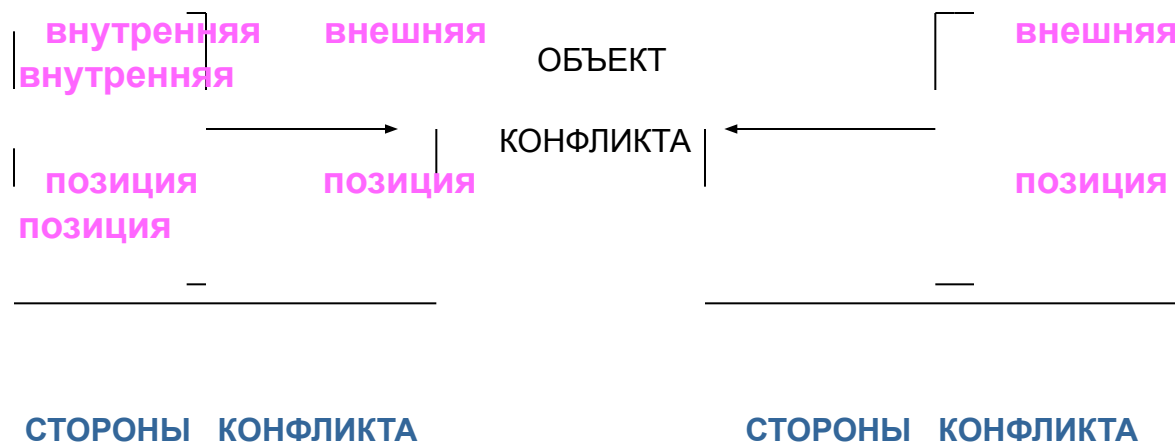 внутренняя внешняя внешняя
внутренняя
ОБЪЕКТ
КОНФЛИКТА
позиция позиция позиция
позиция
СТОРОНЫ КОНФЛИКТА СТОРОНЫ КОНФЛИКТА